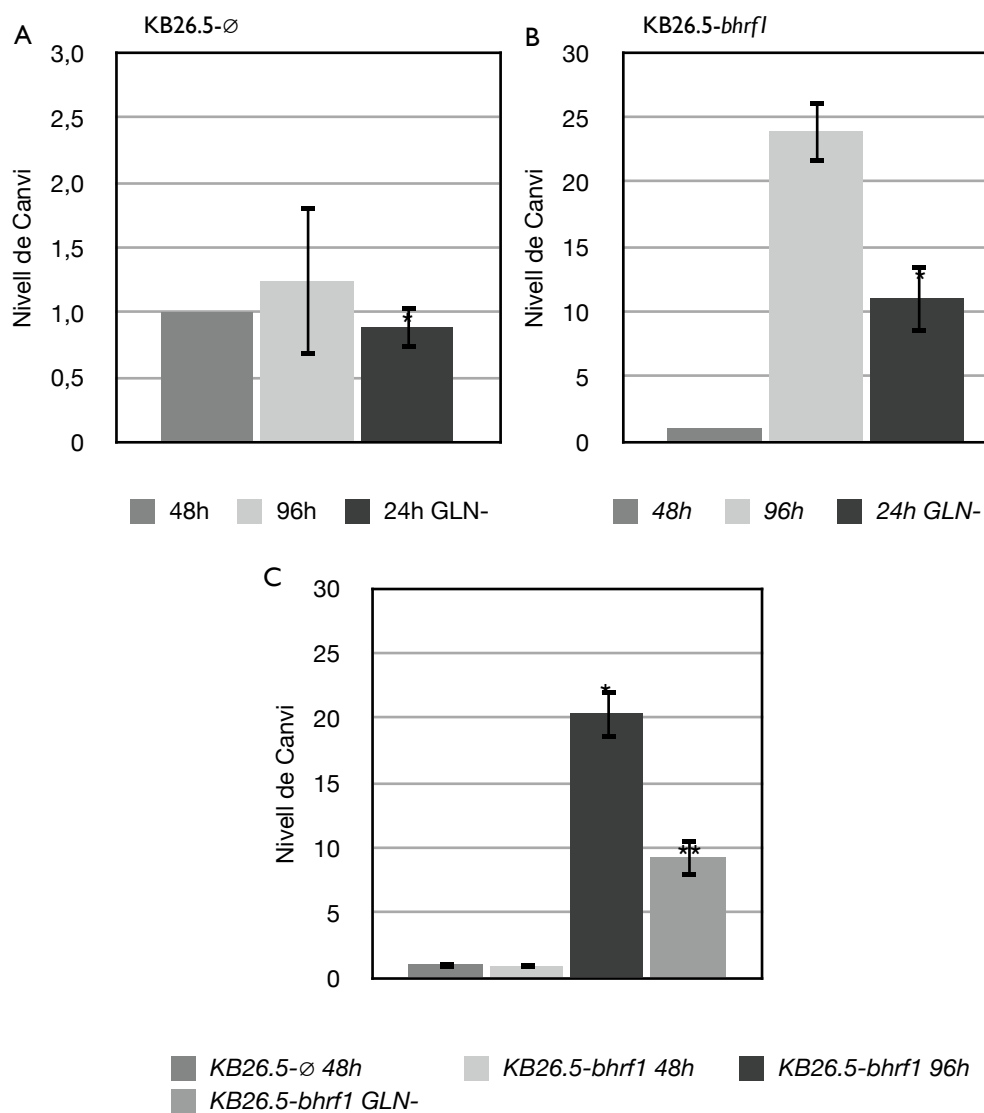 A
KB26.5-∅
3,0
2,5
2,0
1,5
1,0
0,5
0
Nivell de Canvi
*
48h 96h 24h GLN-
B
KB26.5-bhrf1
30
25
20
15
10
5
0
Nivell de Canvi
*
48h 96h 24h GLN-
C
30
25
20
15
10
5
0
Nivell de Canvi
*
**
KB26.5-∅ 48h KB26.5-bhrf1 48h KB26.5-bhrf1 96h
KB26.5-bhrf1 GLN-